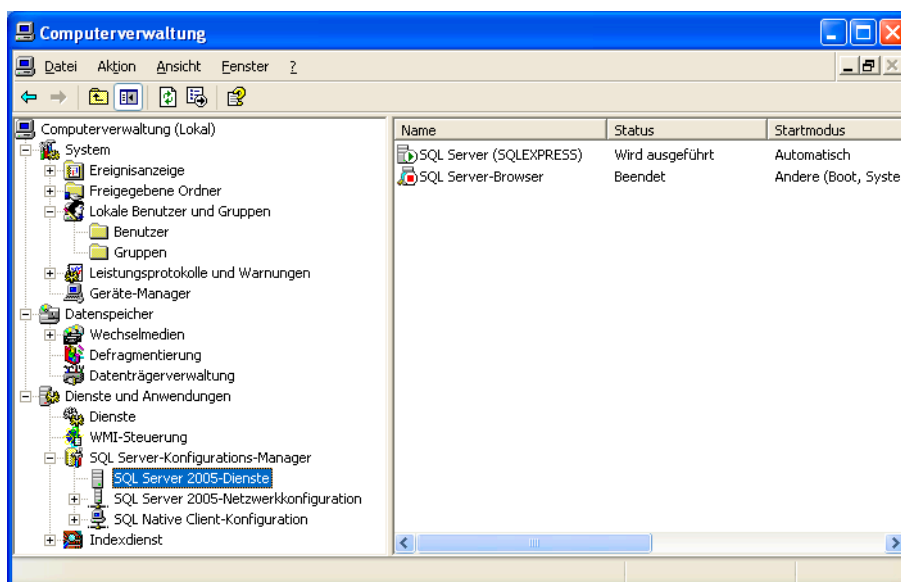 Computerverwaltung
Datei Aktion Ansicht Fenster ?
Computerverwaltung (Lokal)
System
Ereignisanzeige
Freigegebene Ordner
Lokale Benutzer und Gruppen
Benutzer
Gruppen
Leistungsprotokolle und Warnungen
Geräte-Manager
Datenspeicher
Wechselmedien
Defragmentierung
Datenträgerverwaltung
Dienste und Anwendungen
Dienste
WMI-Steuerung
SQL Server-Konfigurations-Manager
SQL Server 2005-Dienste
SQL Server 2005-Netzwerkkonfiguration
SQL Native Client-Konfiguration
Indexdienst
Name Status Startmodus
SQL Server (SQLEXPRESS) Wird ausgeführt Automatisch
SQL Server-Browser Beendet Andere (Boot, Syste